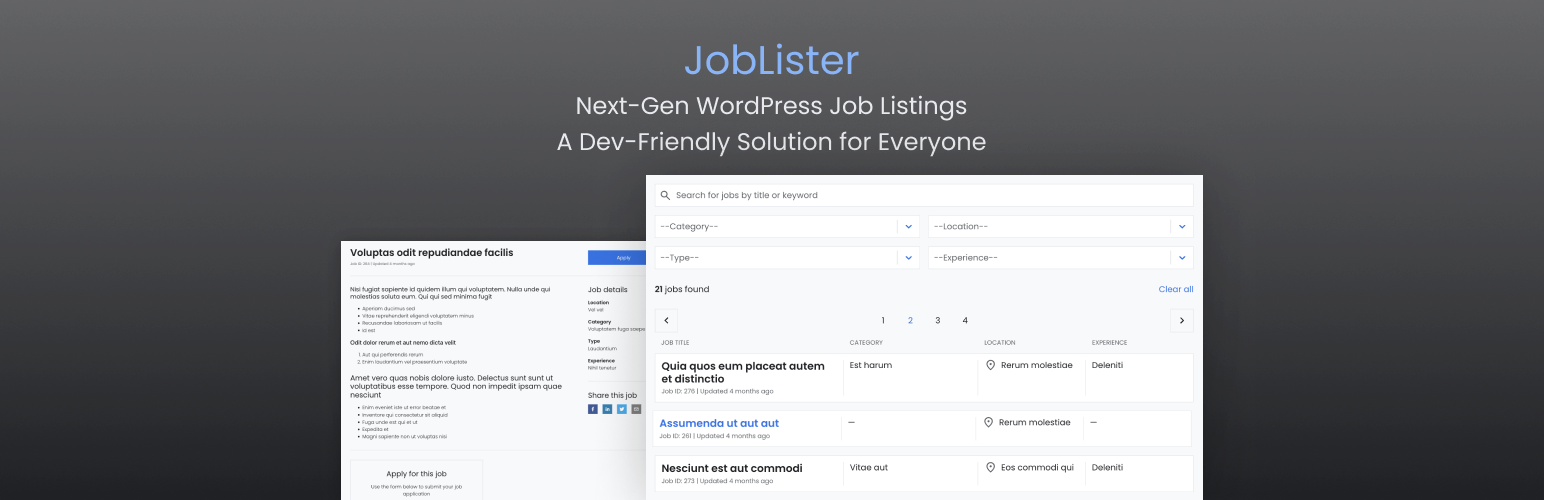 JobLister
Next-Gen WordPress Job Listings
A Dev-Friendly Solution for Everyone
Voluptas odit repudiandae facilis
Job ID: 255 | Updated 4 months ago
Apply
Nisi fugiat sapiente id quidem illum qui voluptatem. Nulla unde qui
molestias soluta eum. Qui qui sed minima fugit
Aperiam ducimus sed
Vitae reprehenderit eligendi voluptatem minus
Recusandae laboriosam ut facilis
Id est
Odit dolor rerum et aut nemo dicta velit
1. Aut qui perferendis rerum
2. Enim laudantium vel praesentium voluptate
Amet vero quas nobis dolore iusto. Delectus sunt sunt ut
voluptatibus esse tempore. Quod non impedit ipsam quae
nesciunt
Enim eveniet iste ut error beatae et
Inventore qui consectetur sit aliquid
Fuga unde est qui et ut
Expedita et
Magni sapiente non ut voluptas nisi
Apply for this job
Use the form below to submit your job
application
Job details
Location
Vel vel
Category
Voluptatem fuga saepe
Type
Laudantium
Experience
Nihil tenetur
Share this job
Search for jobs by title or keyword
--Category--
--Location--
--Type--
--Experience--
21 jobs found
Clear all
1 2 3 4
JOB TITLE CATEGORY LOCATION EXPERIENCE
Quia quos eum placeat autem
et distinctio
Job ID: 276 | Updated 4 months ago
Est harum
Rerum molestiae
Deleniti
Assumenda ut aut aut
Job ID: 261 | Updated 4 months ago
—
Rerum molestiae
—
Nesciunt est aut commodi
Job ID: 273 | Updated 4 months ago
Vitae aut
Eos commodi qui
Deleniti